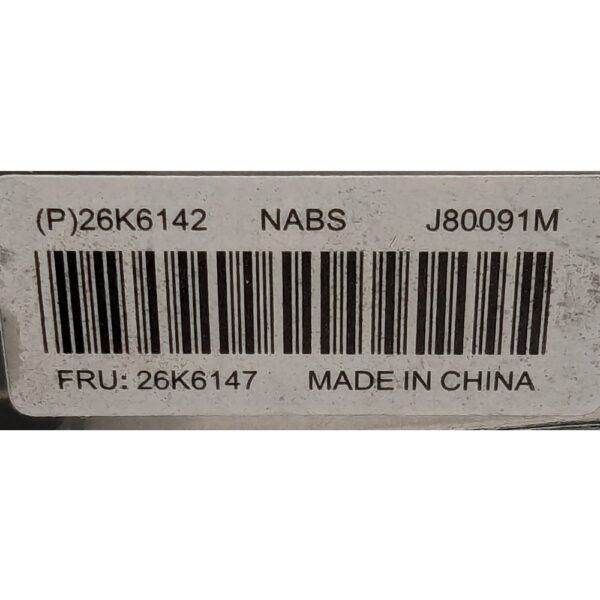 (P)26K6142 NABS J80091M
FRU: 26K6147 MADE IN CHINA